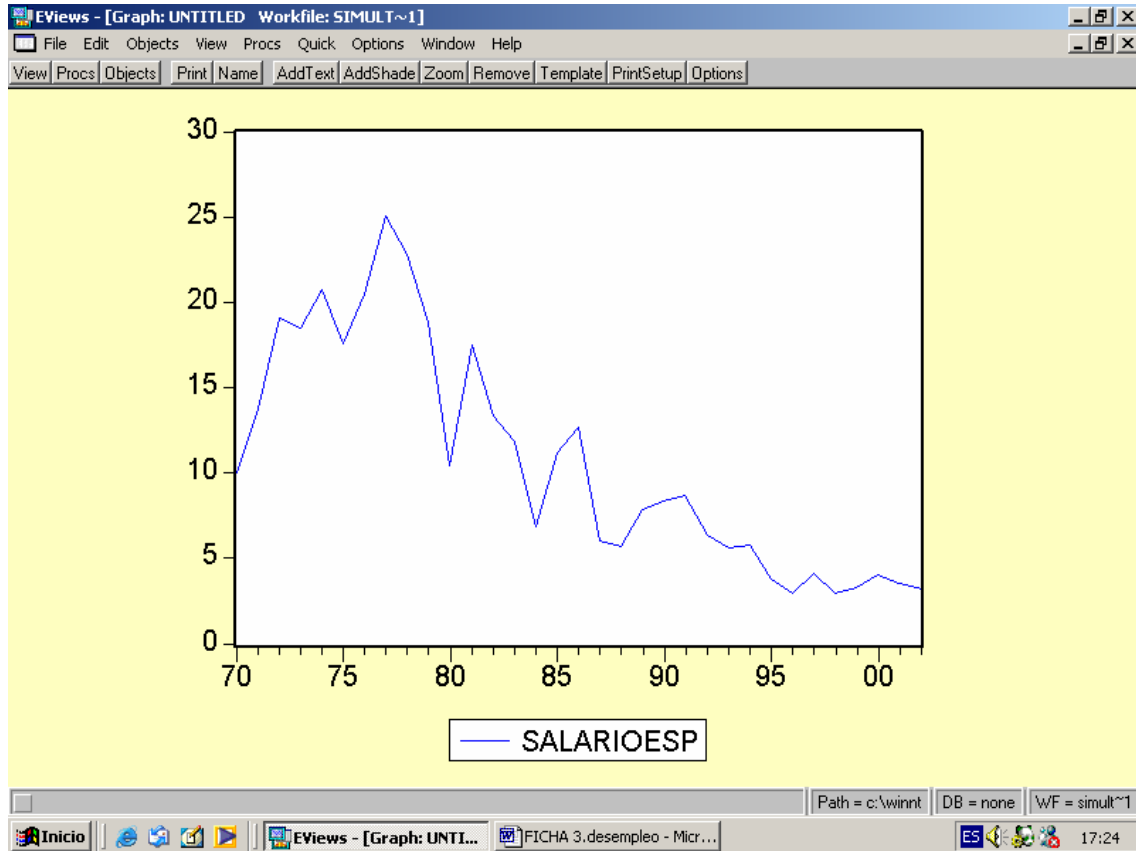 EViews - [Graph: UNTITLED Workfile: SIMULT~1]
File Edit Objects View Procs Quick Options Window Help
View Procs Objects Print Name AddText AddShade Zoom Remove Template PrintSetup Options
30
25
20
15
10
5
0
70 75 80 85 90 95 00
SALARIOESP
Path = c:\winnt DB = none WF = simult~1
Inicio EViews - [Graph: UNTI... FICHA 3.desempleo - Micr... ES 17:24